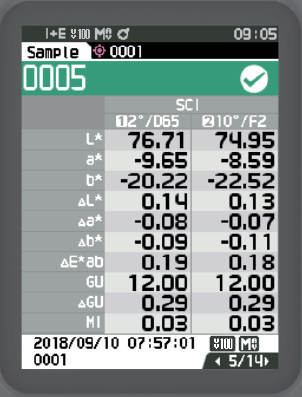 I+E %100 M 09:05
Sample 0001
0005
SCI
1 2°/D65 2 10°/F2
L* 76.71 74.95
a* -9.65 -8.59
b* -20.22 -22.52
ΔL* 0.14 0.13
Δa* -0.08 -0.07
Δb* -0.09 -0.11
ΔE*ab 0.19 0.18
GU 12.00 12.00
ΔGU 0.29 0.29
MI 0.03 0.03
2018/09/10 07:57:01
0001 5/14